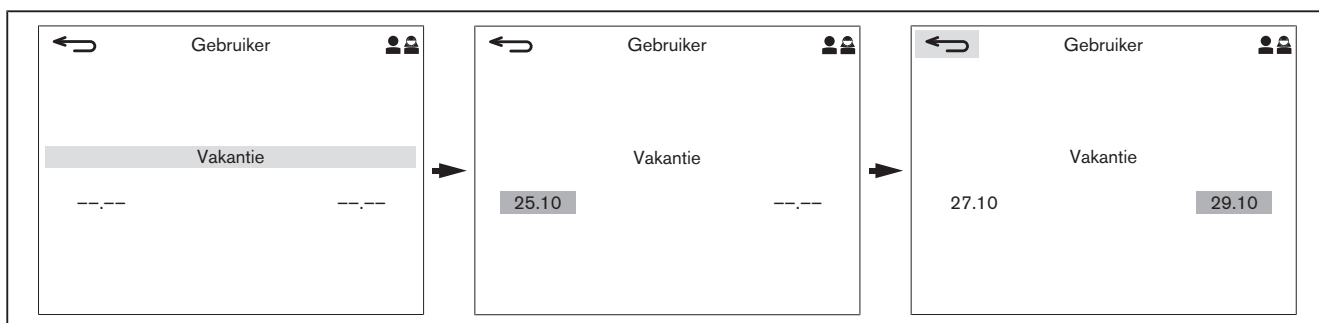 Gebruiker
Vakantie
--.-- --.--
Gebruiker
Vakantie
25.10 --.--
Gebruiker
Vakantie
27.10 29.10